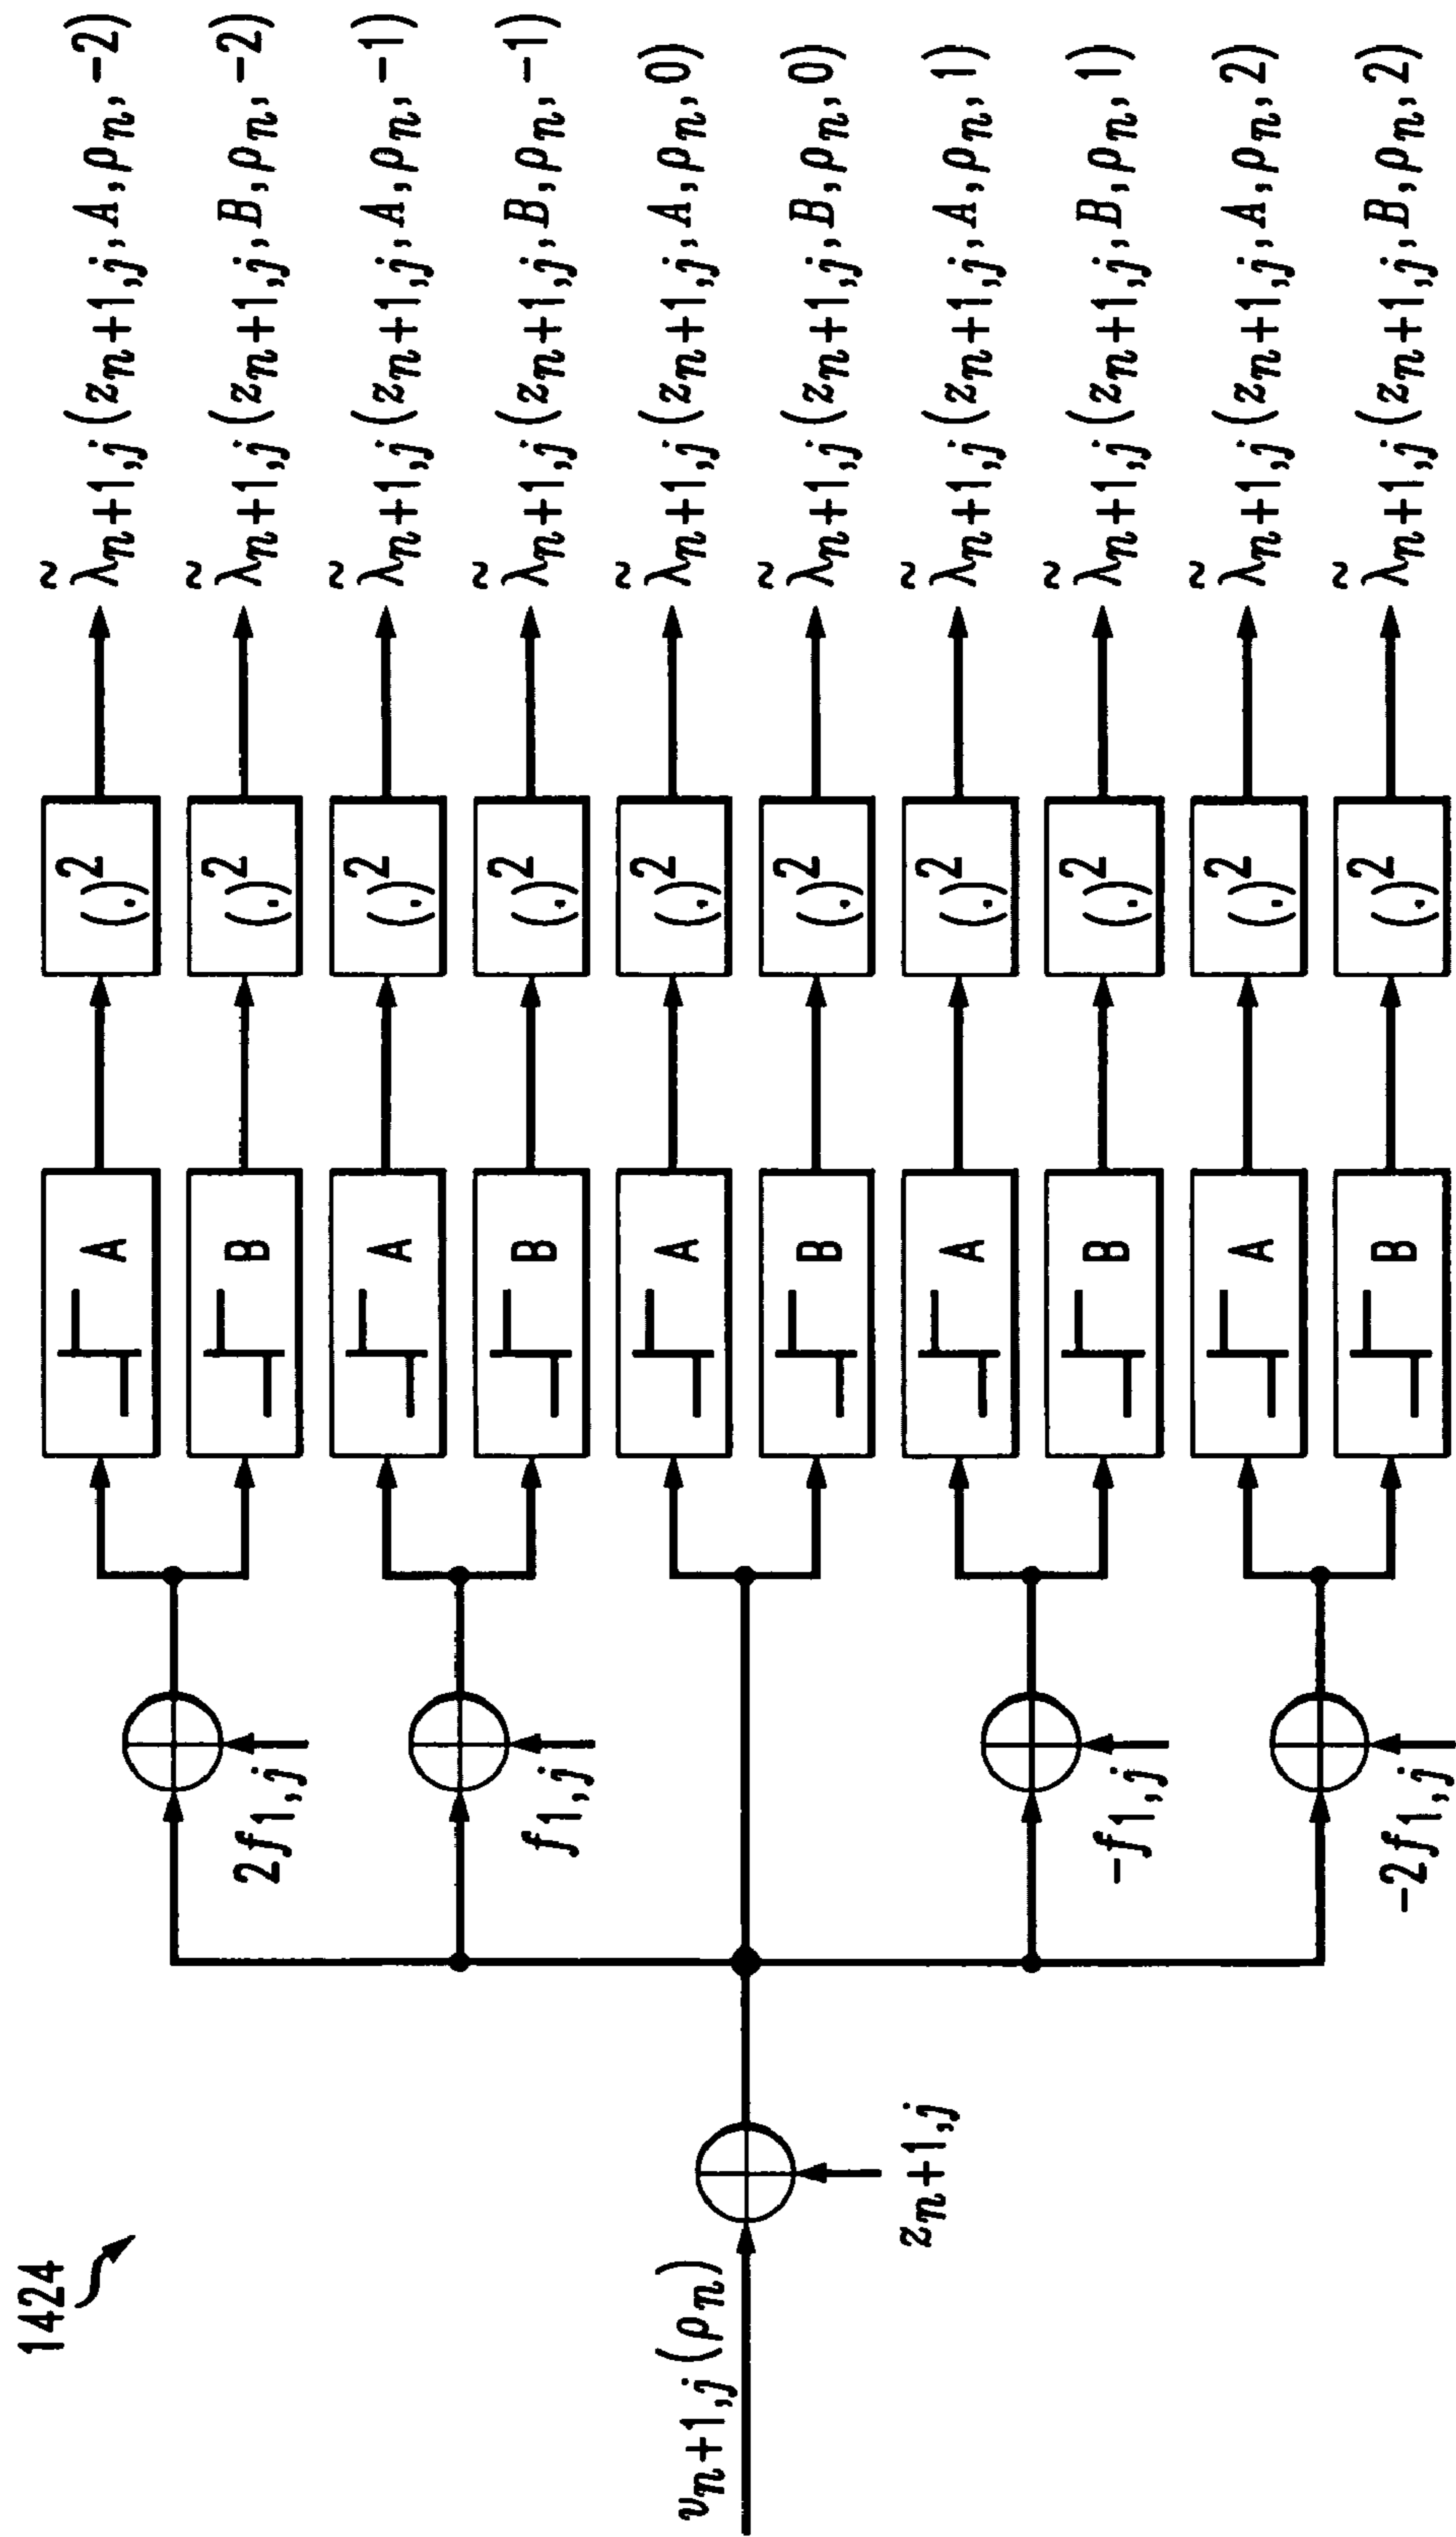 1424
v_{n+1,j}(ρ_n)
z_{n+1,j}
2f_{1,j}
f_{1,j}
-f_{1,j}
-2f_{1,j}
A (.)^2 λ̃_{n+1,j}(z_{n+1,j}, A, ρ_n, -2)
B (.)^2 λ̃_{n+1,j}(z_{n+1,j}, B, ρ_n, -2)
A (.)^2 λ̃_{n+1,j}(z_{n+1,j}, A, ρ_n, -1)
B (.)^2 λ̃_{n+1,j}(z_{n+1,j}, B, ρ_n, -1)
A (.)^2 λ̃_{n+1,j}(z_{n+1,j}, A, ρ_n, 0)
B (.)^2 λ̃_{n+1,j}(z_{n+1,j}, B, ρ_n, 0)
A (.)^2 λ̃_{n+1,j}(z_{n+1,j}, A, ρ_n, 1)
B (.)^2 λ̃_{n+1,j}(z_{n+1,j}, B, ρ_n, 1)
A (.)^2 λ̃_{n+1,j}(z_{n+1,j}, A, ρ_n, 2)
B (.)^2 λ̃_{n+1,j}(z_{n+1,j}, B, ρ_n, 2)